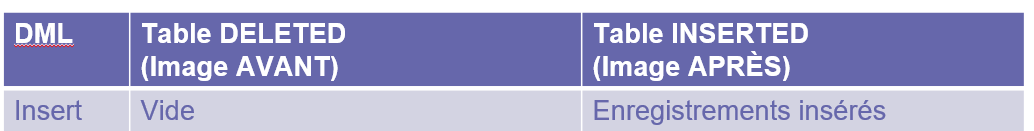 DML
Table DELETED
(Image AVANT)
Table INSERTED
(Image APRÈS)
Insert
Vide
Enregistrements insérés